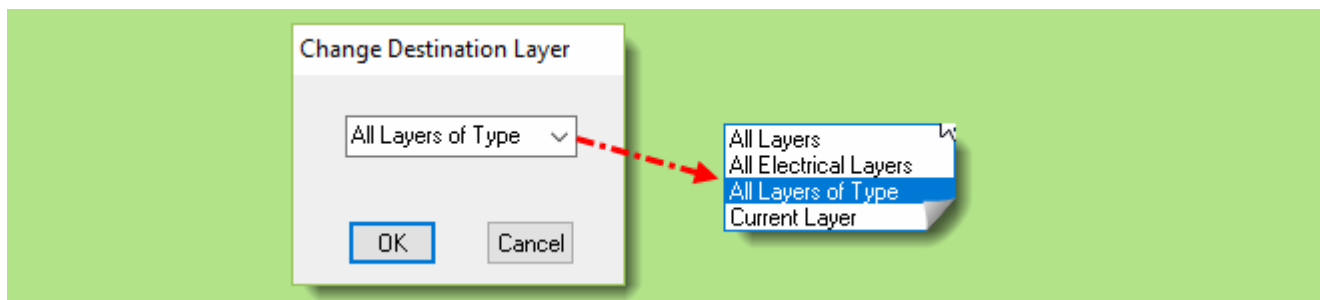 Change Destination Layer
All Layers of Type
OK
Cancel
All Layers
All Electrical Layers
All Layers of Type
Current Layer